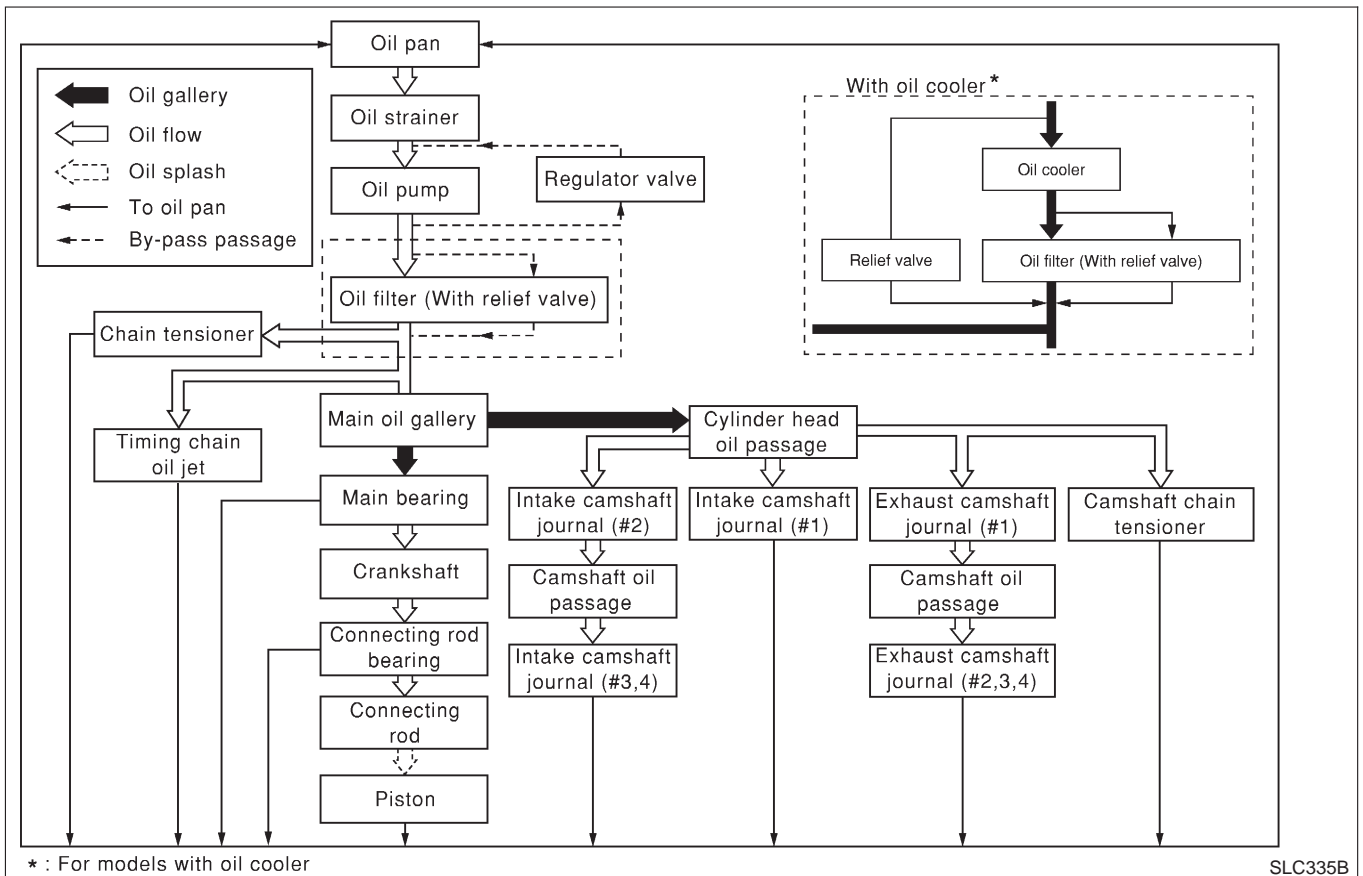 Oil pan
Oil gallery
Oil flow
Oil splash
To oil pan
By-pass passage
Oil strainer
Oil pump
Regulator valve
Oil filter (With relief valve)
With oil cooler*
Oil cooler
Relief valve
Oil filter (With relief valve)
Chain tensioner
Timing chain
oil jet
Main oil gallery
Cylinder head
oil passage
Main bearing
Crankshaft
Connecting rod
bearing
Connecting
rod
Piston
Intake camshaft
journal (#2)
Camshaft oil
passage
Intake camshaft
journal (#3,4)
Intake camshaft
journal (#1)
Exhaust camshaft
journal (#1)
Camshaft oil
passage
Exhaust camshaft
journal (#2,3,4)
Camshaft chain
tensioner
* : For models with oil cooler
SLC335B